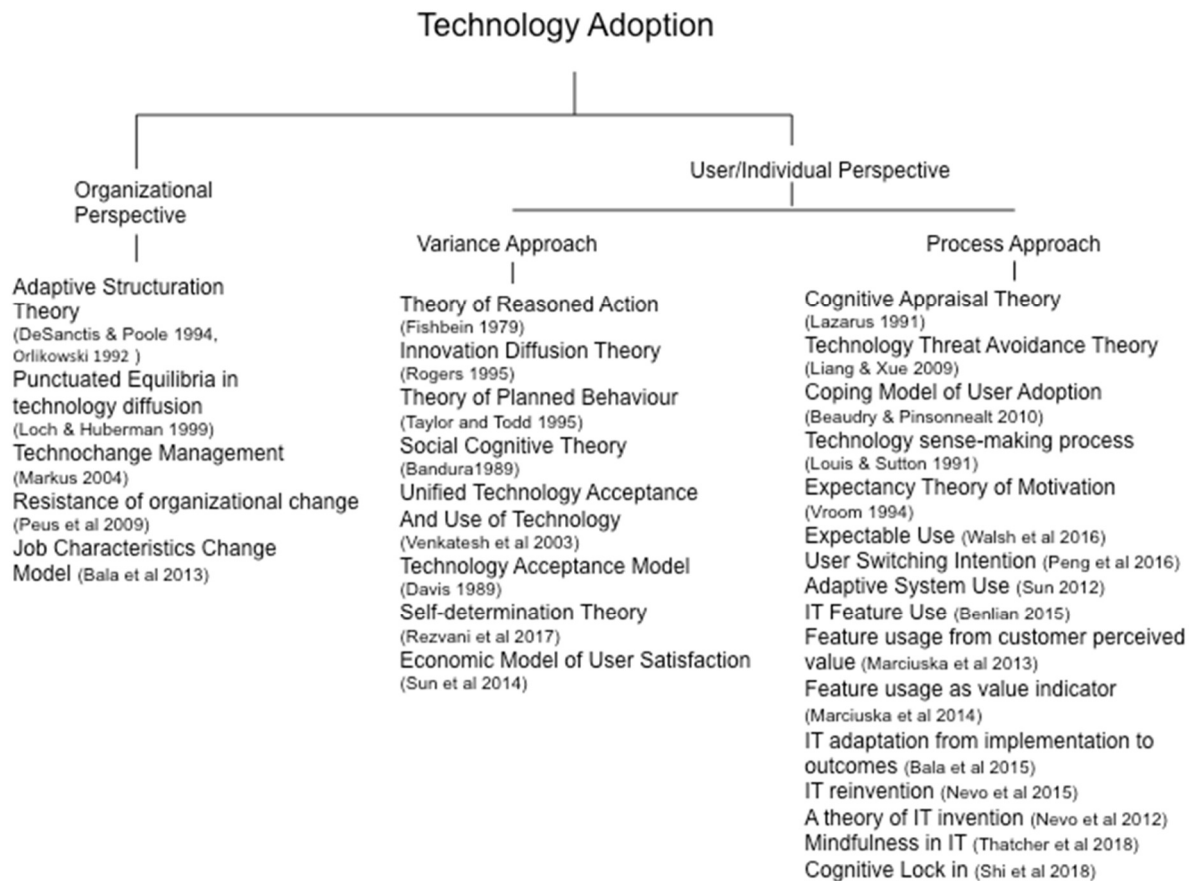 Technology Adoption
Organizational
Perspective
Adaptive Structuration
Theory
(DeSanctis & Poole 1994,
Orlikowski 1992 )
Punctuated Equilibria in
technology diffusion
(Loch & Huberman 1999)
Technochange Management
(Markus 2004)
Resistance of organizational change
(Peus et al 2009)
Job Characteristics Change
Model (Bala et al 2013)
User/Individual Perspective
Variance Approach
Theory of Reasoned Action
(Fishbein 1979)
Innovation Diffusion Theory
(Rogers 1995)
Theory of Planned Behaviour
(Taylor and Todd 1995)
Social Cognitive Theory
(Bandura1989)
Unified Technology Acceptance
And Use of Technology
(Venkatesh et al 2003)
Technology Acceptance Model
(Davis 1989)
Self-determination Theory
(Rezvani et al 2017)
Economic Model of User Satisfaction
(Sun et al 2014)
Process Approach
Cognitive Appraisal Theory
(Lazarus 1991)
Technology Threat Avoidance Theory
(Liang & Xue 2009)
Coping Model of User Adoption
(Beaudry & Pinsonnealt 2010)
Technology sense-making process
(Louis & Sutton 1991)
Expectancy Theory of Motivation
(Vroom 1994)
Expectable Use (Walsh et al 2016)
User Switching Intention (Peng et al 2016)
Adaptive System Use (Sun 2012)
IT Feature Use (Benlian 2015)
Feature usage from customer perceived
value (Marciuska et al 2013)
Feature usage as value indicator
(Marciuska et al 2014)
IT adaptation from implementation to
outcomes (Bala et al 2015)
IT reinvention (Nevo et al 2015)
A theory of IT invention (Nevo et al 2012)
Mindfulness in IT (Thatcher et al 2018)
Cognitive Lock in (Shi et al 2018)